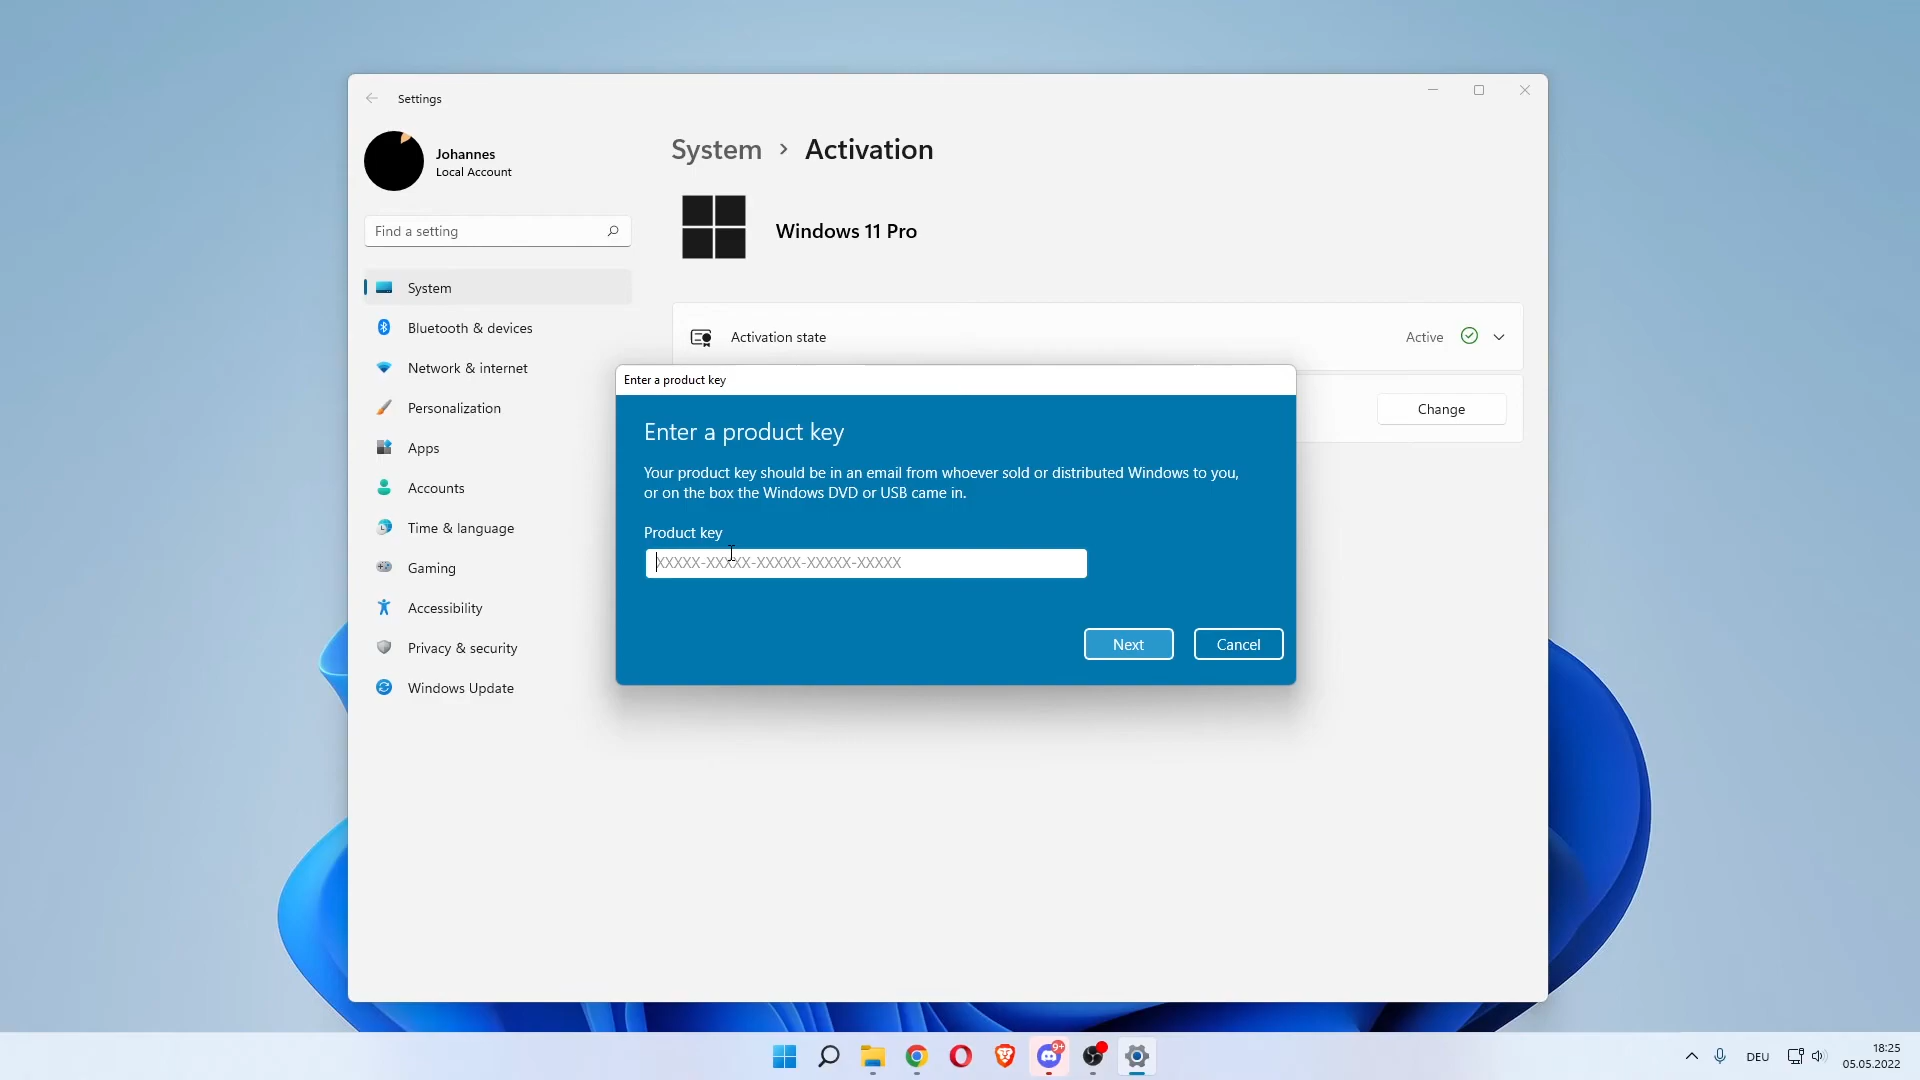 Settings
Johannes
Local Account
Find a setting
System
Bluetooth & devices
Network & internet
Personalization
Apps
Accounts
Time & language
Gaming
Accessibility
Privacy & security
Windows Update
System > Activation
Windows 11 Pro
Activation state
Active
Change
Enter a product key
Enter a product key
Your product key should be in an email from whoever sold or distributed Windows to you,
or on the box the Windows DVD or USB came in.
Product key
XXXXX-XXXXX-XXXXX-XXXXX-XXXXX
Next
Cancel
9+
DEU
18:25
05.05.2022